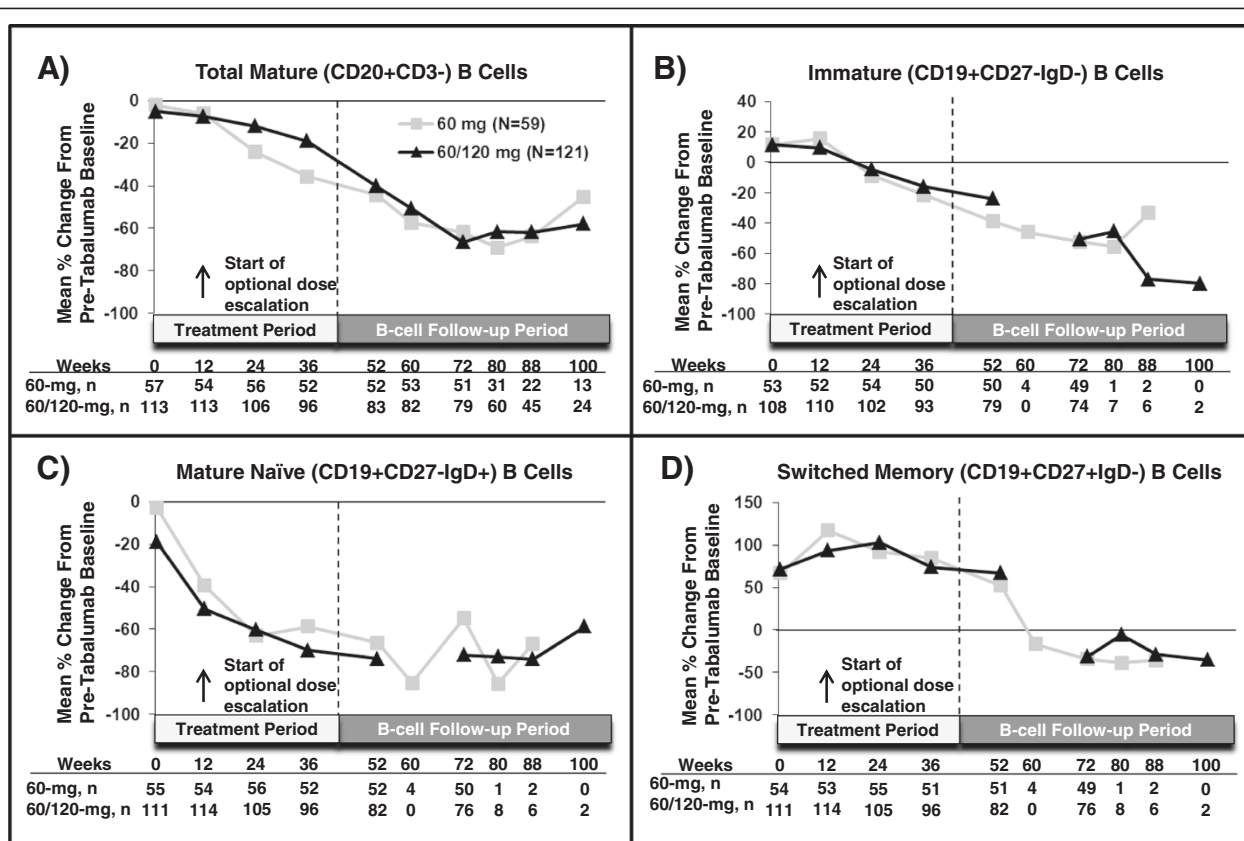 A)
Total Mature (CD20+CD3-) B Cells
Mean % Change From
Pre-Tabalumab Baseline
0
-20
-40
-60
-80
-100
60 mg (N=59)
60/120 mg (N=121)
Start of
optional dose
escalation
Treatment Period
B-cell Follow-up Period
Weeks 0 12 24 36 52 60 72 80 88 100
60-mg, n 57 54 56 52 52 53 51 31 22 13
60/120-mg, n 113 113 106 96 83 82 79 60 45 24
B)
Immature (CD19+CD27-IgD-) B Cells
Mean % Change From
Pre-Tabalumab Baseline
40
20
0
-20
-40
-60
-80
-100
Start of
optional dose
escalation
Treatment Period
B-cell Follow-up Period
Weeks 0 12 24 36 52 60 72 80 88 100
60-mg, n 53 52 54 50 50 4 49 1 2 0
60/120-mg, n 108 110 102 93 79 0 74 7 6 2
C)
Mature Naïve (CD19+CD27-IgD+) B Cells
Mean % Change From
Pre-Tabalumab Baseline
0
-20
-40
-60
-80
-100
Start of
optional dose
escalation
Treatment Period
B-cell Follow-up Period
Weeks 0 12 24 36 52 60 72 80 88 100
60-mg, n 55 54 56 52 52 4 50 1 2 0
60/120-mg, n 111 114 105 96 82 0 76 8 6 2
D)
Switched Memory (CD19+CD27+IgD-) B Cells
Mean % Change From
Pre-Tabalumab Baseline
150
100
50
0
-50
-100
Start of
optional dose
escalation
Treatment Period
B-cell Follow-up Period
Weeks 0 12 24 36 52 60 72 80 88 100
60-mg, n 54 53 55 51 51 4 49 1 2 0
60/120-mg, n 111 114 105 96 82 0 76 8 6 2